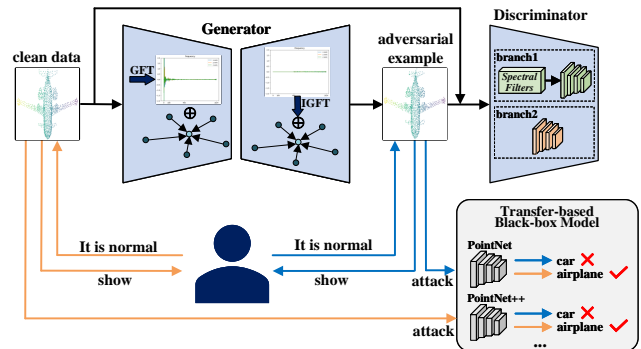 Generator
Discriminator
clean data
adversarial
example
GFT
IGFT
branch1
Spectral
Filters
branch2
It is normal
show
It is normal
show
attack
attack
Transfer-based
Black-box Model
PointNet
car
airplane
PointNet++
car
airplane
...